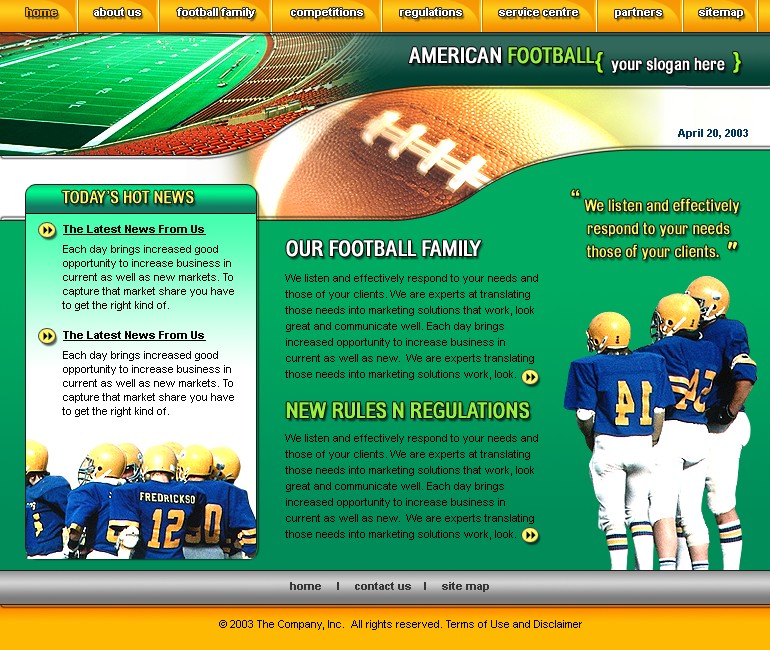 home about us football family competitions regulations service centre partners sitemap
AMERICAN FOOTBALL { your slogan here }
April 20, 2003
TODAY'S HOT NEWS
The Latest News From Us
Each day brings increased good
opportunity to increase business in
current as well as new markets. To
capture that market share you have
to get the right kind of.
The Latest News From Us
Each day brings increased good
opportunity to increase business in
current as well as new markets. To
capture that market share you have
to get the right kind of.
FREDRICKSO
12 30
OUR FOOTBALL FAMILY
We listen and effectively respond to your needs and
those of your clients. We are experts at translating
those needs into marketing solutions that work, look
great and communicate well. Each day brings
increased opportunity to increase business in
current as well as new. We are experts translating
those needs into marketing solutions work, look.
NEW RULES N REGULATIONS
We listen and effectively respond to your needs and
those of your clients. We are experts at translating
those needs into marketing solutions that work, look
great and communicate well. Each day brings
increased opportunity to increase business in
current as well as new. We are experts translating
those needs into marketing solutions work, look.
“ We listen and effectively
respond to your needs
those of your clients. ”
41 45
home | contact us | site map
© 2003 The Company, Inc. All rights reserved. Terms of Use and Disclaimer